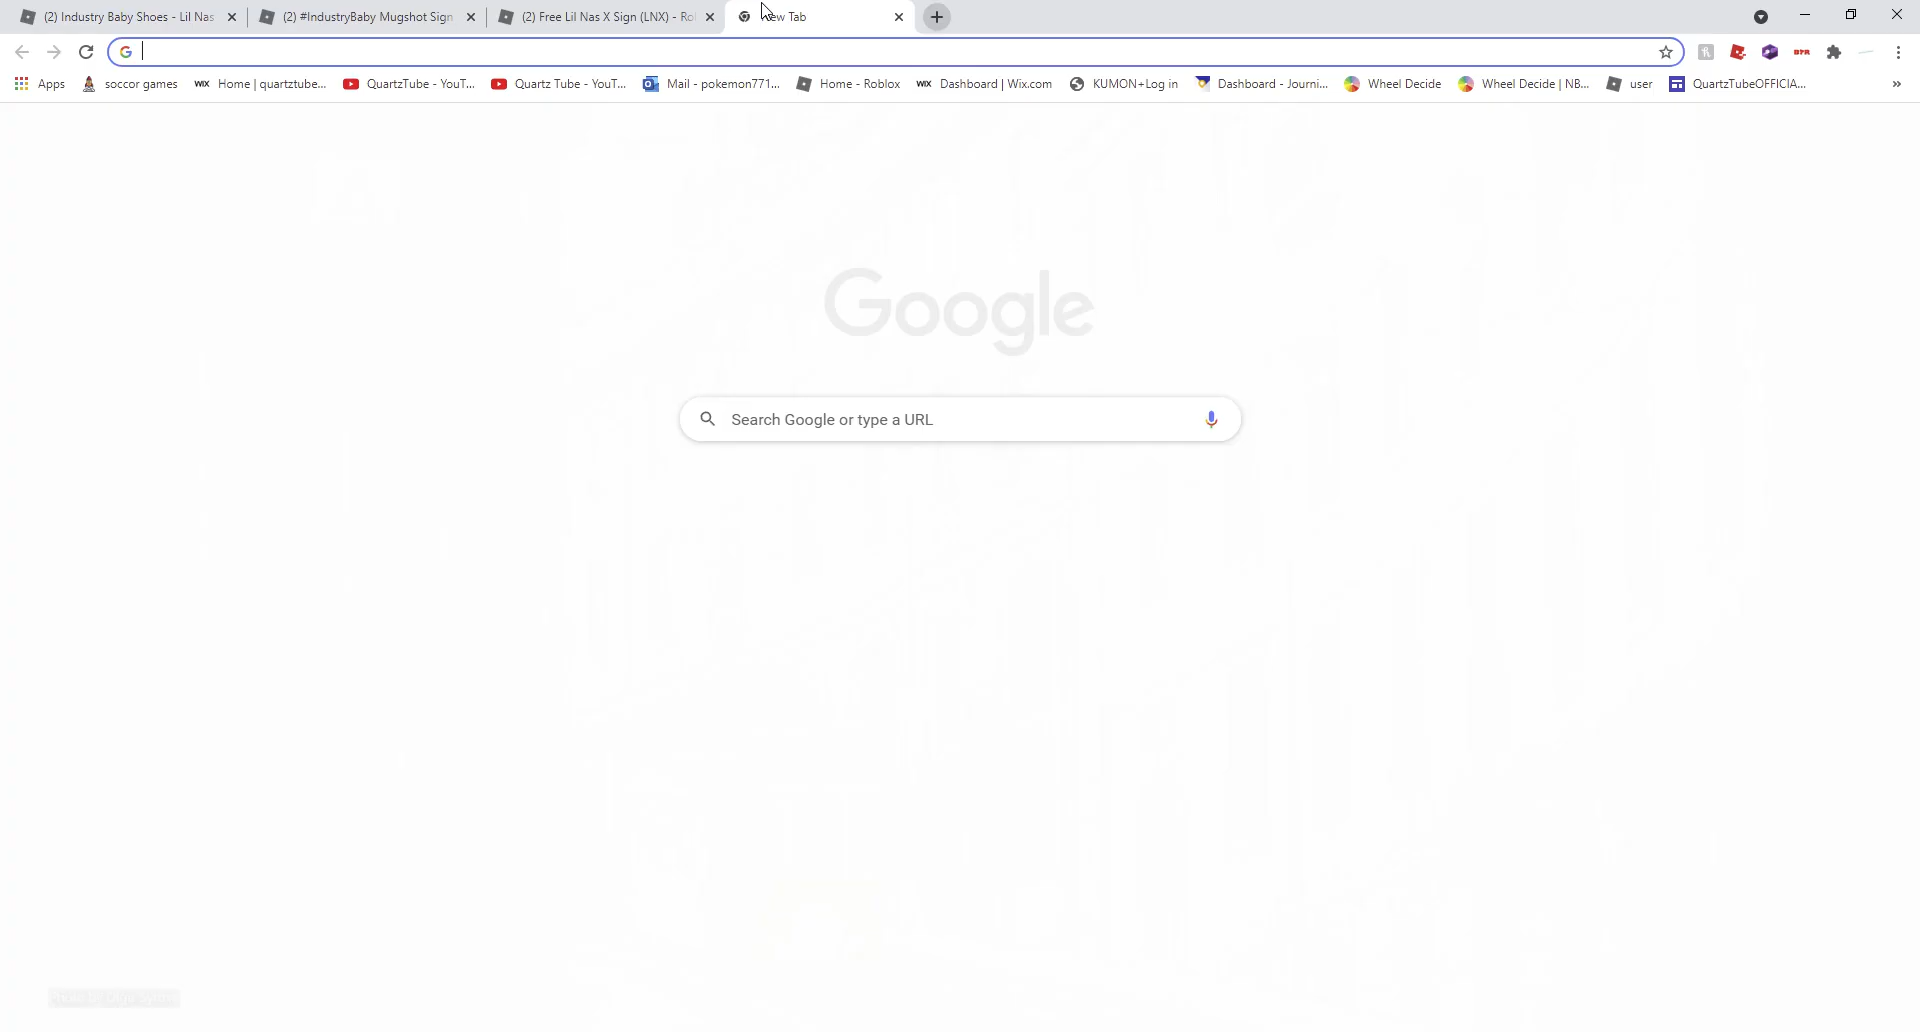 (2) Industry Baby Shoes - Lil Nas
(2) #IndustryBaby Mugshot Sign
(2) Free Lil Nas X Sign (LNX) - Ro
Tab
Apps
soccor games
WIX Home | quartztube...
QuartzTube - YouT...
Quartz Tube - YouT...
Mail - pokemon771...
Home - Roblox
WIX Dashboard | Wix.com
KUMON+Log in
Dashboard - Journi...
Wheel Decide
Wheel Decide | NB...
user
QuartzTubeOFFICIA...
Google
Search Google or type a URL